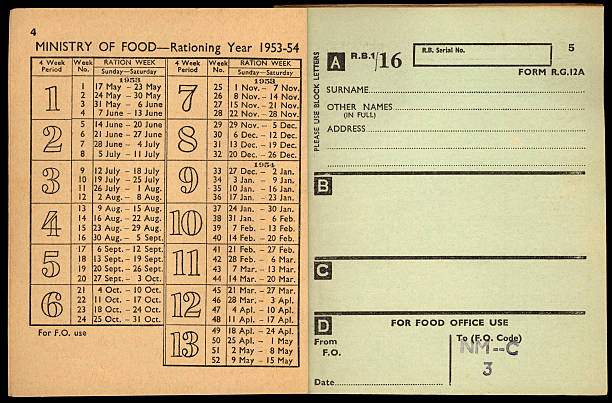 4
MINISTRY OF FOOD—Rationing Year 1953-54
4 Week Period Week No. RATION WEEK Sunday—Saturday 4 Week Period Week No. RATION WEEK Sunday—Saturday
1953 1953
1 1 17 May – 23 May 7 25 1 Nov. – 7 Nov.
2 24 May – 30 May 26 8 Nov. – 14 Nov.
3 31 May – 6 June 27 15 Nov. – 21 Nov.
4 7 June – 13 June 28 22 Nov. – 28 Nov.
2 5 14 June – 20 June 8 29 29 Nov. – 5 Dec.
6 21 June – 27 June 30 6 Dec. – 12 Dec.
7 28 June – 4 July 31 13 Dec. – 19 Dec.
8 5 July – 11 July 32 20 Dec. – 26 Dec.
1954
3 9 12 July – 18 July 9 33 27 Dec. – 2 Jan.
10 19 July – 25 July 34 3 Jan. – 9 Jan.
11 26 July – 1 Aug. 35 10 Jan. – 16 Jan.
12 2 Aug. – 8 Aug. 36 17 Jan. – 23 Jan.
4 13 9 Aug. – 15 Aug. 10 37 24 Jan. – 30 Jan.
14 16 Aug. – 22 Aug. 38 31 Jan. – 6 Feb.
15 23 Aug. – 29 Aug. 39 7 Feb. – 13 Feb.
16 30 Aug. – 5 Sept. 40 14 Feb. – 20 Feb.
5 17 6 Sept. – 12 Sept. 11 41 21 Feb. – 27 Feb.
18 13 Sept. – 19 Sept. 42 28 Feb. – 6 Mar.
19 20 Sept. – 26 Sept. 43 7 Mar. – 13 Mar.
20 27 Sept. – 3 Oct. 44 14 Mar. – 20 Mar.
6 21 4 Oct. – 10 Oct. 12 45 21 Mar. – 27 Mar.
22 11 Oct. – 17 Oct. 46 28 Mar. – 3 Apl.
23 18 Oct. – 24 Oct. 47 4 Apl. – 10 Apl.
24 25 Oct. – 31 Oct. 48 11 Apl. – 17 Apl.
13 49 18 Apl. – 24 Apl.
50 25 Apl. – 1 May
51 2 May – 8 May
52 9 May – 15 May
For F.O. use
PLEASE USE BLOCK LETTERS
A R.B.1/16 R.B. Serial No. 5
FORM R.G.12A
SURNAME
OTHER NAMES
(IN FULL)
ADDRESS
B
C
D FOR FOOD OFFICE USE
From F.O. To (F.O. Code)
NM--C
3
Date